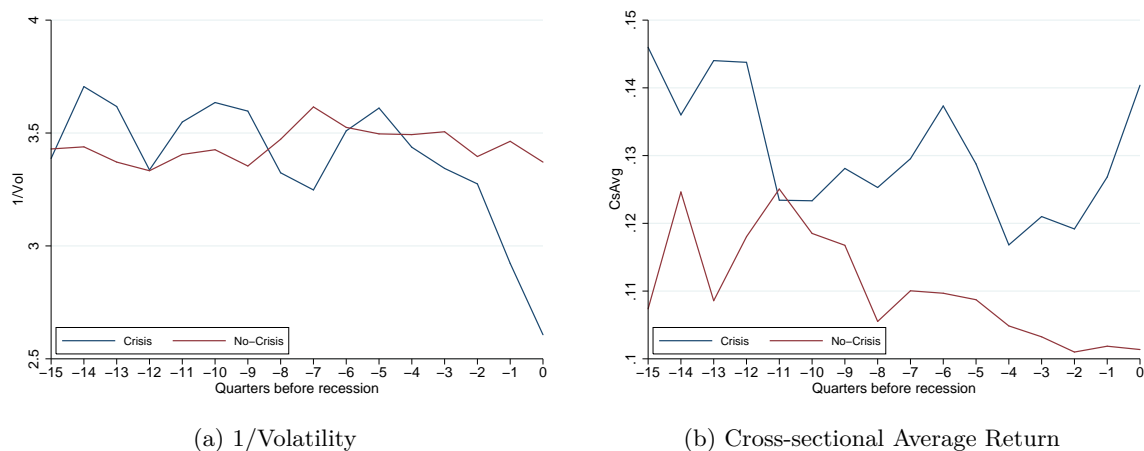 4
3.5
3
2.5
1/Vol
Crisis
No−Crisis
−15 −14 −13 −12 −11 −10 −9 −8 −7 −6 −5 −4 −3 −2 −1 0
Quarters before recession
(a) 1/Volatility
.15
.14
.13
.12
.11
.1
CsAvg
Crisis
No−Crisis
−15 −14 −13 −12 −11 −10 −9 −8 −7 −6 −5 −4 −3 −2 −1 0
Quarters before recession
(b) Cross-sectional Average Return